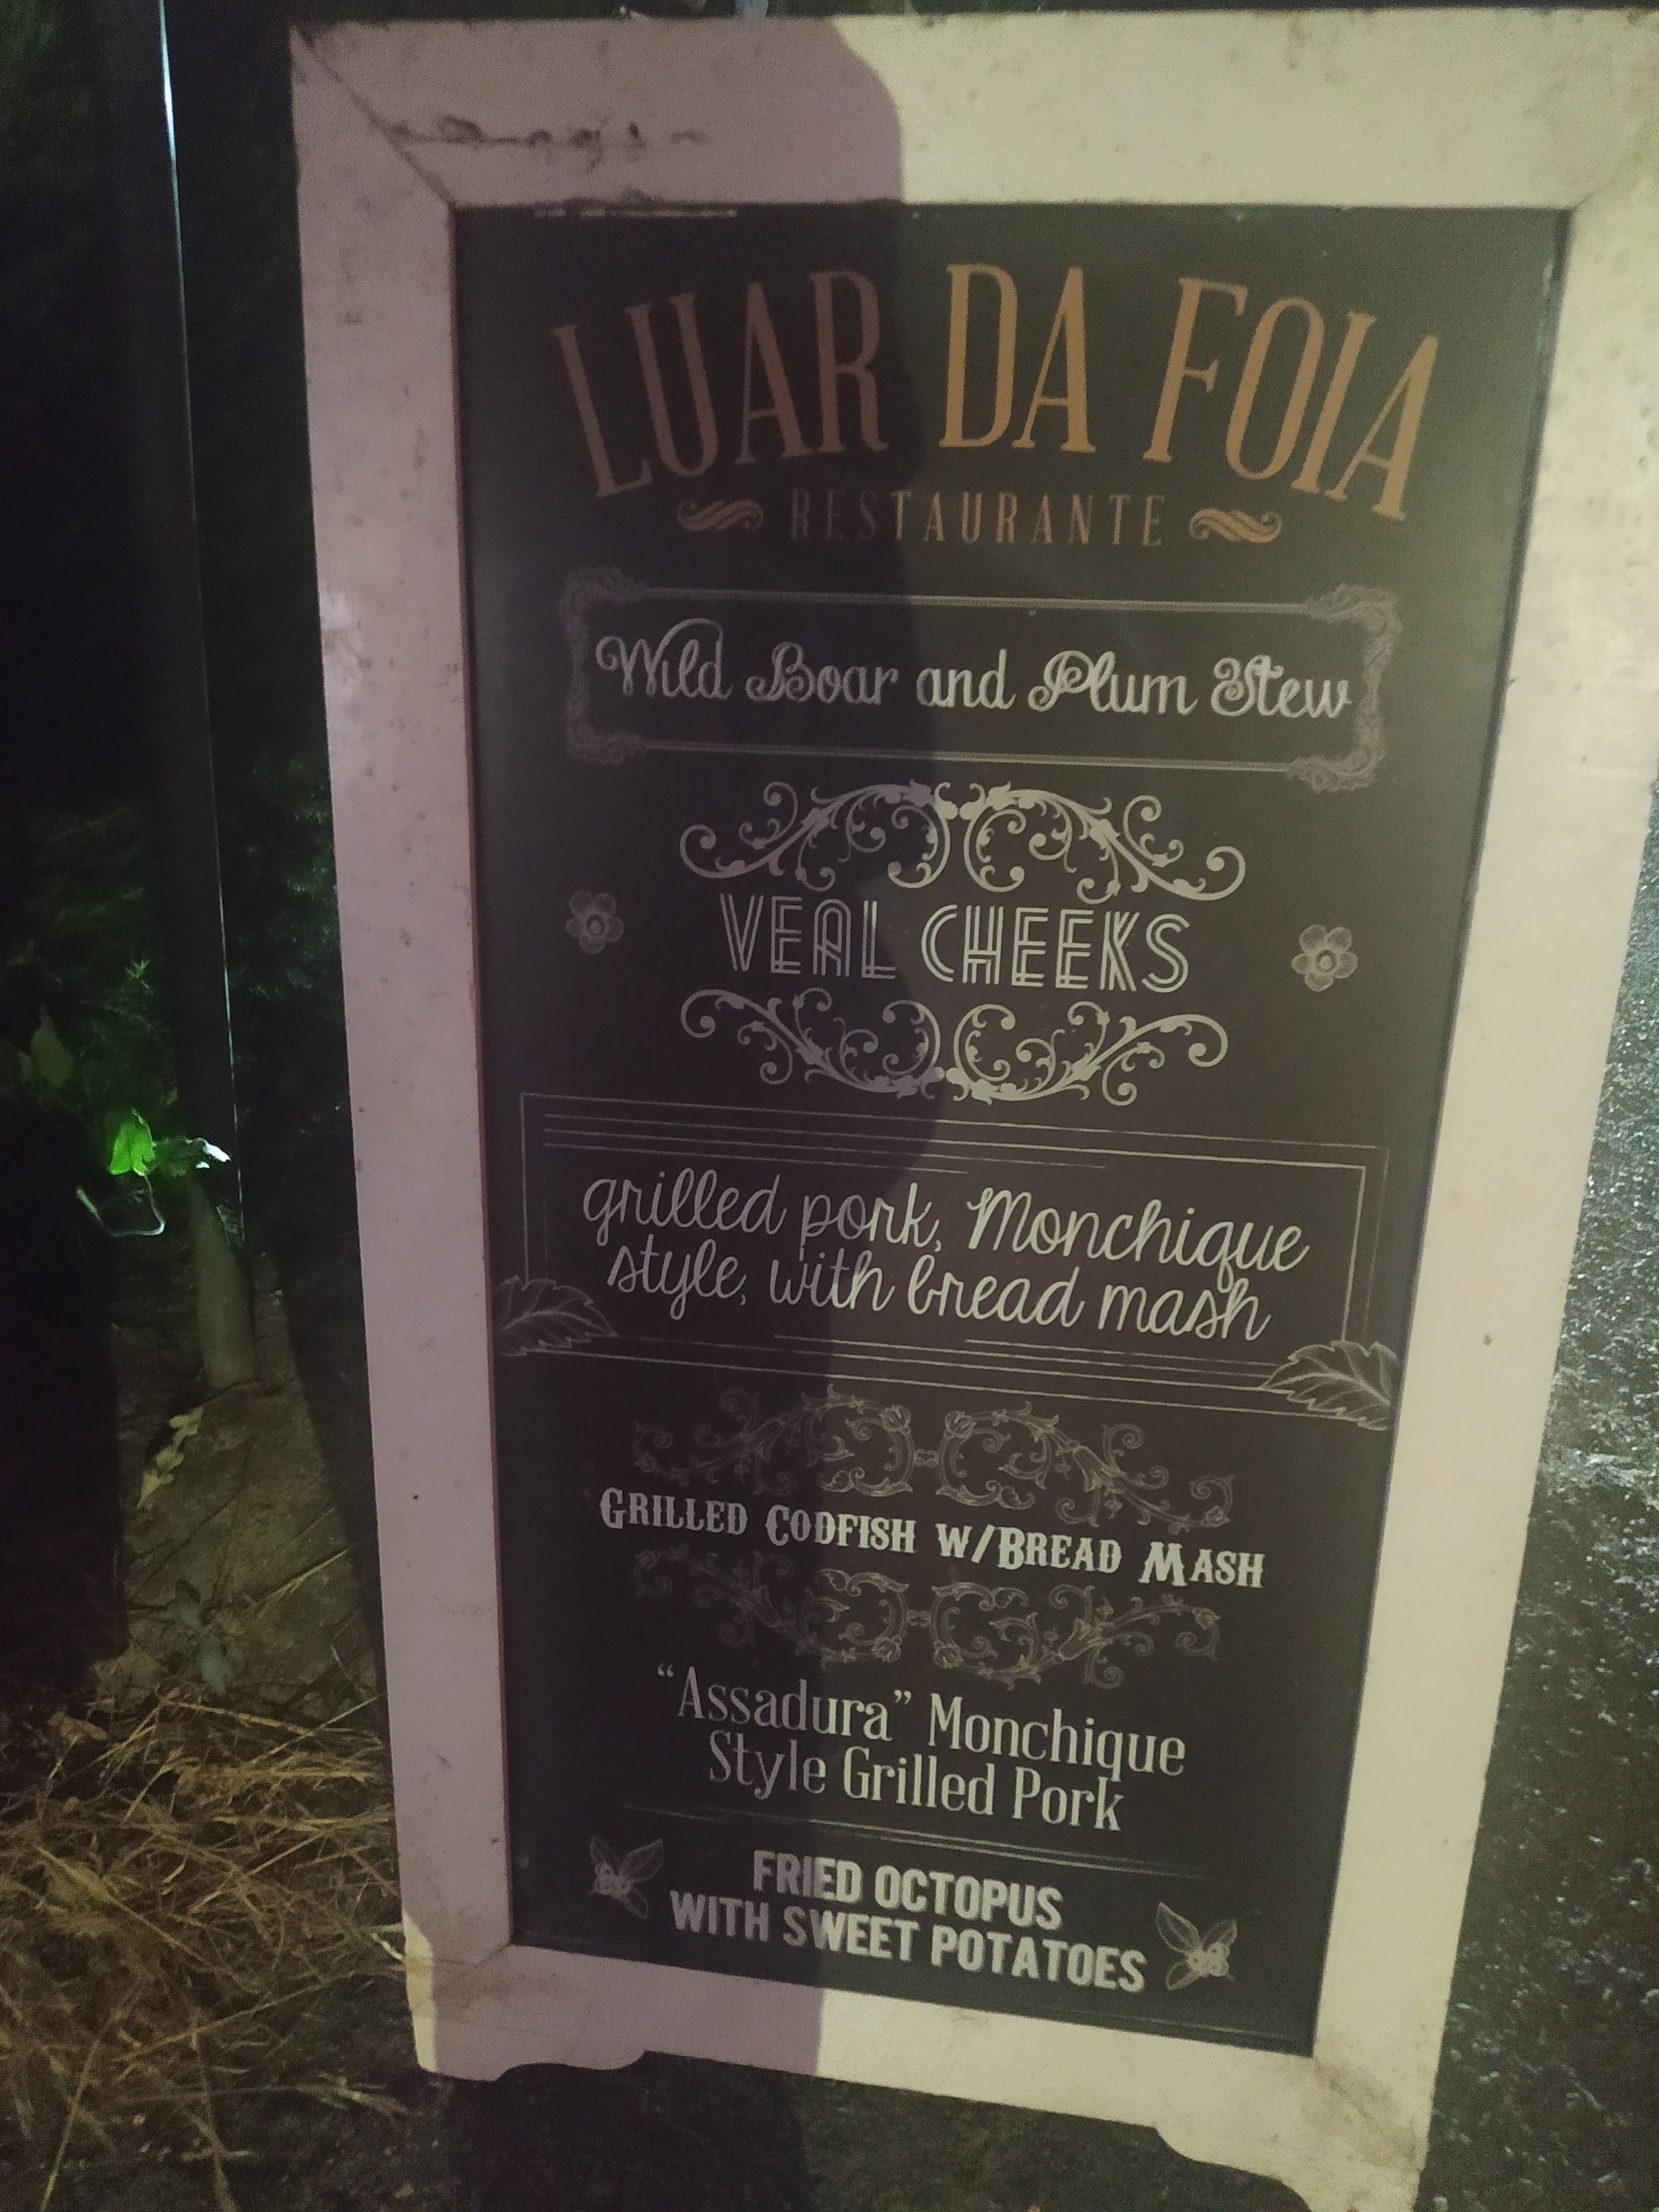 LUAR DA FOIA
RESTAURANTE
Wild Boar and Plum Stew
VEAL CHEEKS
grilled pork, Monchique
style, with bread mash
GRILLED CODFISH W/BREAD MASH
"Assadura" Monchique
Style Grilled Pork
FRIED OCTOPUS
WITH SWEET POTATOES